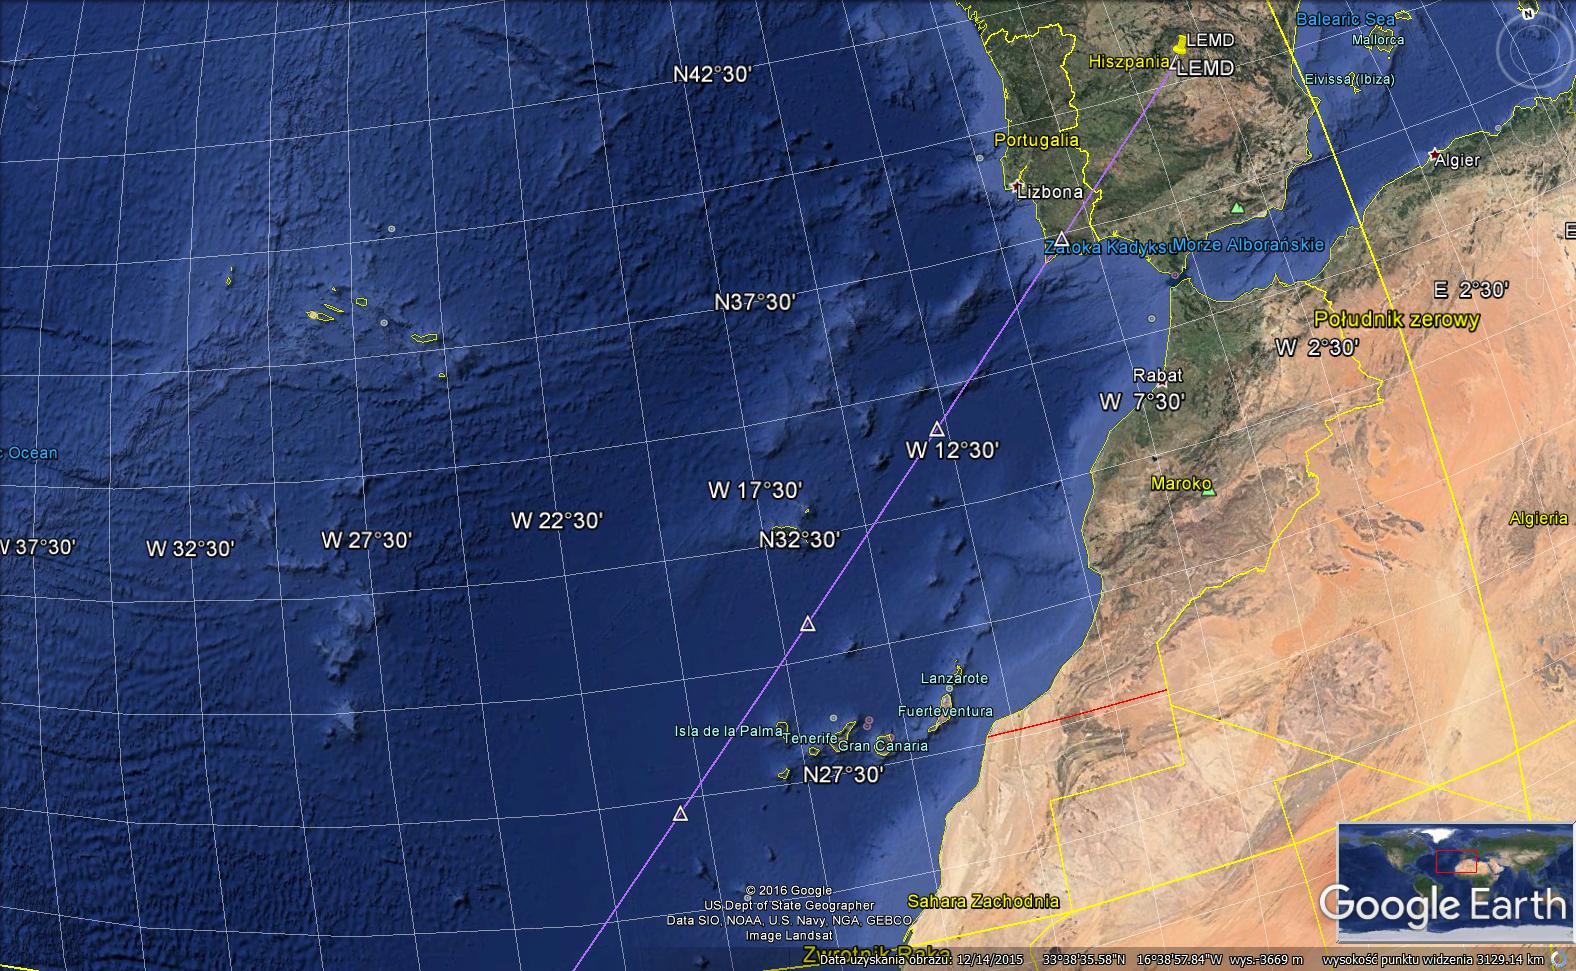 Balearic Sea
N
LEMD
Mallorca
Hiszpania
LEMD
N42°30'
Eivissa (Ibiza)
Portugalia
Algier
Lizbona
Zatoka Kadyksu
Morze Alborańskie
E
E 2°30'
N37°30'
Południk zerowy
W 2°30'
Rabat
W 7°30'
c Ocean
W 12°30'
Maroko
W 17°30'
Algieria
W 22°30'
N32°30'
W 27°30'
W 37°30'
W 32°30'
Lanzarote
Fuerteventura
Isla de la Palma
Tenerife
Gran Canaria
N27°30'
© 2016 Google
US Dept of State Geographer
Data SIO, NOAA, U.S. Navy, NGA, GEBCO
Image Landsat
Sahara Zachodnia
Google Earth
Zwrotnik Raka
Data uzyskania obrazu: 12/14/2015 33°38'35.58"N 16°38'57.84"W wys.-3669 m wysokość punktu widzenia 3129.14 km